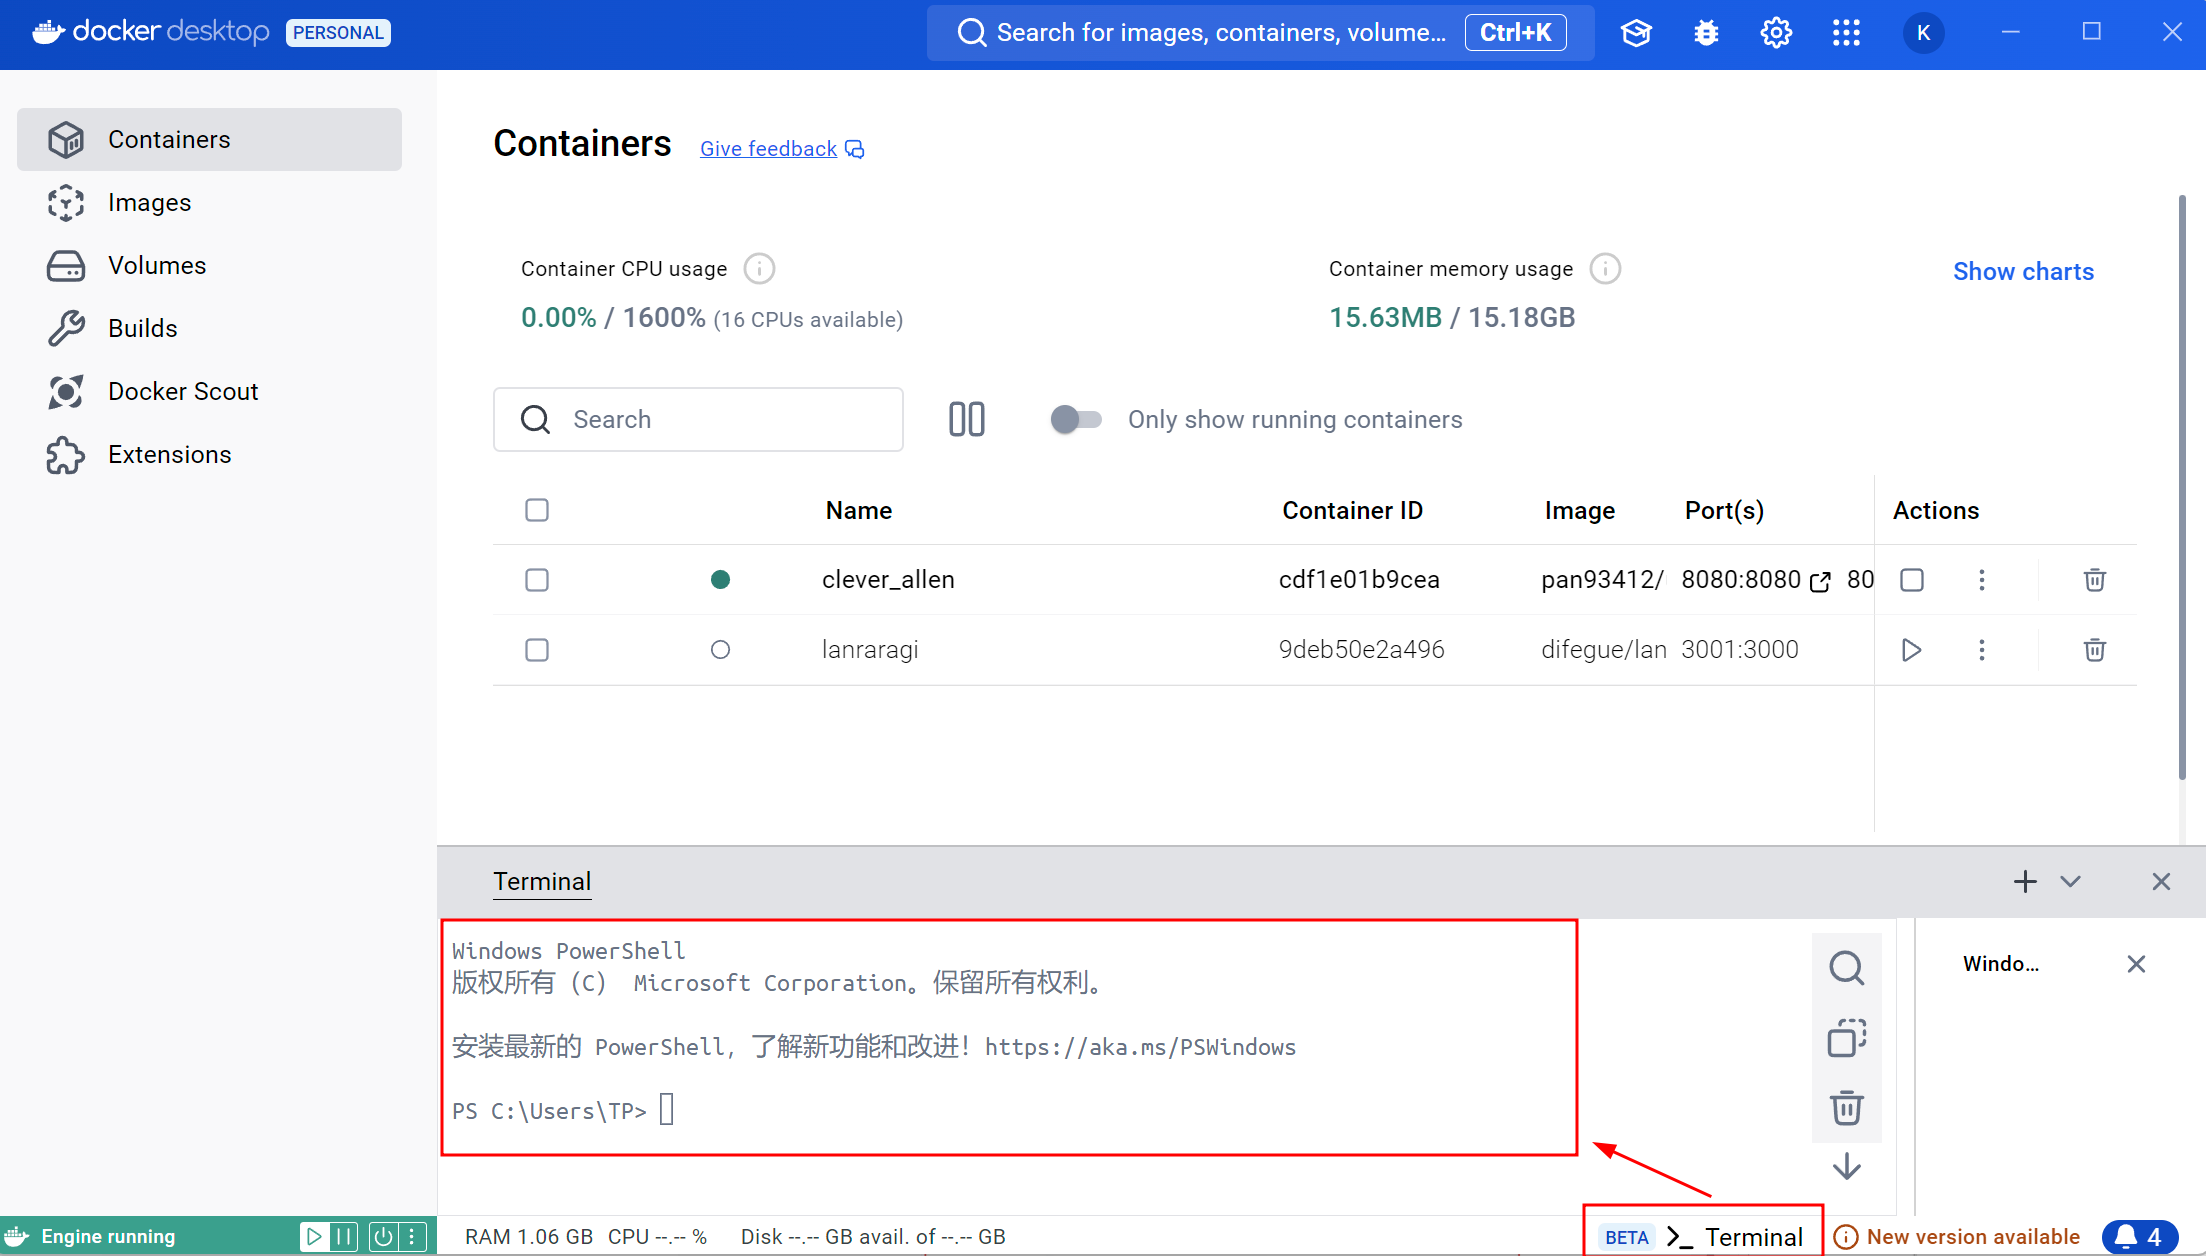 docker desktop PERSONAL
Search for images, containers, volume... Ctrl+K
K
Containers
Images
Volumes
Builds
Docker Scout
Extensions
Containers Give feedback
Container CPU usage
0.00% / 1600% (16 CPUs available)
Container memory usage
15.63MB / 15.18GB
Show charts
Search
Only show running containers
Name Container ID Image Port(s) Actions
clever_allen cdf1e01b9cea pan93412/ 8080:8080 80
lanraragi 9deb50e2a496 difegue/lan 3001:3000
Terminal
Windows PowerShell
版权所有 (C) Microsoft Corporation。保留所有权利。
安装最新的 PowerShell，了解新功能和改进！https://aka.ms/PSWindows
PS C:\Users\TP>
Windo...
Engine running
RAM 1.06 GB CPU --.-- % Disk --.-- GB avail. of --.-- GB
BETA >_ Terminal
New version available
4